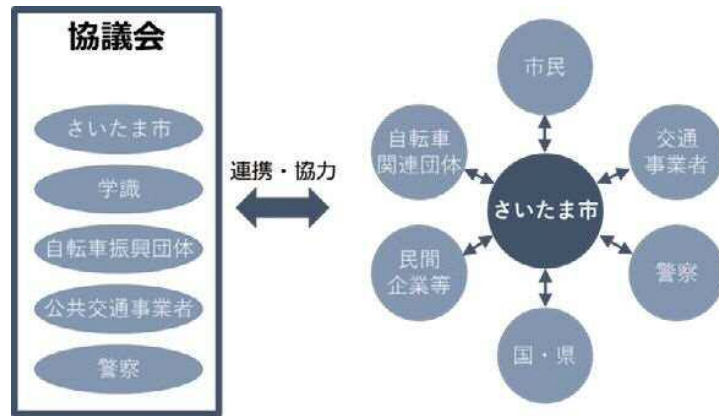 協議会
さいたま市
学識
自転車振興団体
公共交通事業者
警察
連携・協力
市民
自転車
関連団体
交通
事業者
さいたま市
民間
企業等
警察
国・県